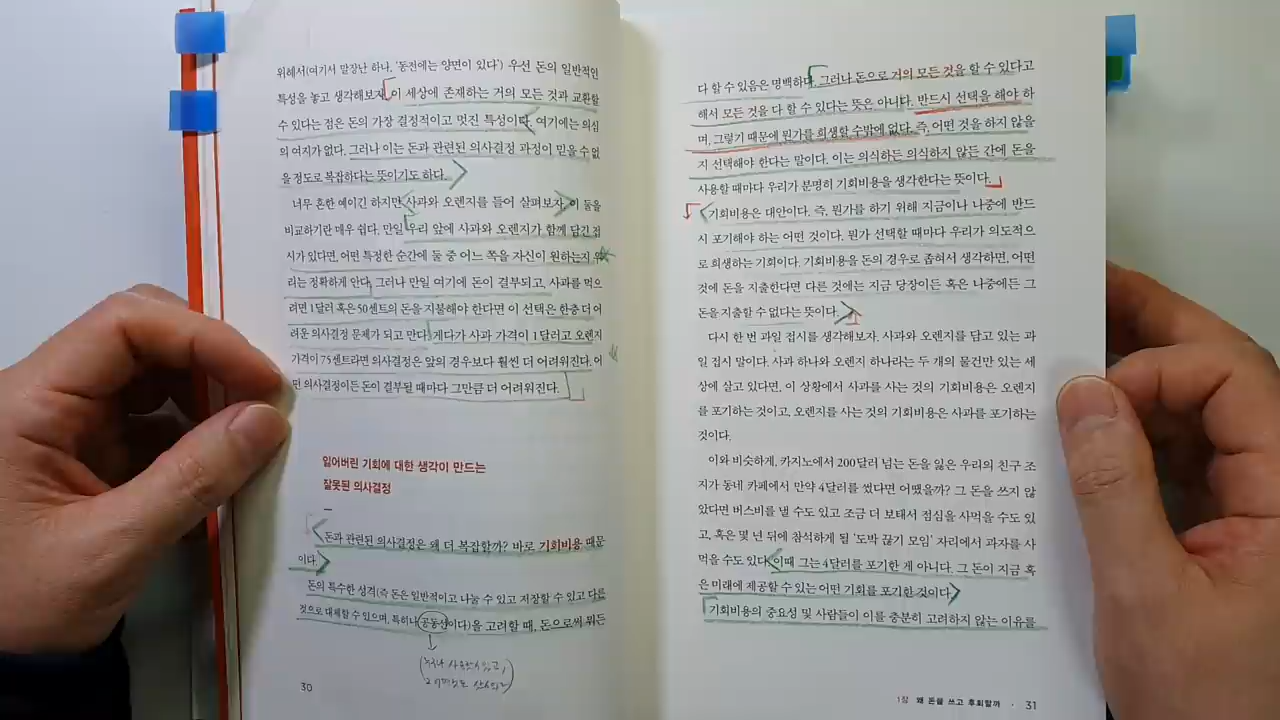 위해서(여기서 말장난 하나, '동전에는 양면이 있다') 우선 돈의 일반적인
특성을 놓고 생각해보자. 이 세상에 존재하는 거의 모든 것과 교환할
수 있다는 점은 돈의 가장 결정적이고 멋진 특성이다. 여기에는 의심
의 여지가 없다. 그러나 이는 돈과 관련된 의사결정 과정이 믿을 수 없
을 정도로 복잡하다는 뜻이기도 하다.
너무 흔한 예이긴 하지만, 사과와 오렌지를 들어 살펴보자. 이 둘을
비교하기란 매우 쉽다. 만일 우리 앞에 사과와 오렌지가 함께 담긴 접
시가 있다면, 어떤 특정한 순간에 둘 중 어느 쪽을 자신이 원하는지 우
리는 정확하게 안다. 그러나 만일 여기에 돈이 결부되고, 사과를 먹으
려면 1달러 혹은 50센트의 돈을 지불해야 한다면 이 선택은 한층 더 어
려운 의사결정 문제가 되고 만다. 게다가 사과 가격이 1달러고 오렌지
가격이 75센트라면 의사결정은 앞의 경우보다 훨씬 더 어려워진다. 어
떤 의사결정이든 돈이 결부될 때마다 그만큼 더 어려워진다.
잃어버린 기회에 대한 생각이 만드는
잘못된 의사결정
돈과 관련된 의사결정은 왜 더 복잡할까? 바로 기회비용 때문
이다.
돈의 특수한 성격(즉 돈은 일반적이고 나눌 수 있고 저장할 수 있고 다른
것으로 대체할 수 있으며, 특히나 공동선이다)을 고려할 때, 돈으로써 뭐든
30
다 할 수 있음은 명백하다. 그러나 돈으로 거의 모든 것을 할 수 있다고
해서 모든 것을 다 할 수 있다는 뜻은 아니다. 반드시 선택을 해야 하
며, 그렇기 때문에 뭔가를 희생할 수밖에 없다. 즉, 어떤 것을 하지 않을
지 선택해야 한다는 말이다. 이는 의식하든 의식하지 않든 간에 돈을
사용할 때마다 우리가 분명히 기회비용을 생각한다는 뜻이다.
기회비용은 대안이다. 즉, 뭔가를 하기 위해 지금이나 나중에 반드
시 포기해야 하는 어떤 것이다. 뭔가 선택할 때마다 우리가 의도적으
로 희생하는 기회이다. 기회비용을 돈의 경우로 좁혀서 생각하면, 어떤
것에 돈을 지출한다면 다른 것에는 지금 당장이든 혹은 나중에든 그
돈을 지출할 수 없다는 뜻이다.
다시 한 번 과일 접시를 생각해보자. 사과와 오렌지를 담고 있는 과
일 접시 말이다. 사과 하나와 오렌지 하나라는 두 개의 물건만 있는 세
상에 살고 있다면, 이 상황에서 사과를 사는 것의 기회비용은 오렌지
를 포기하는 것이고, 오렌지를 사는 것의 기회비용은 사과를 포기하는
것이다.
이와 비슷하게, 카지노에서 200달러 넘는 돈을 잃은 우리의 친구 조
지가 동네 카페에서 만약 4달러를 썼다면 어땠을까? 그 돈을 쓰지 않
았다면 버스비를 낼 수도 있고 조금 더 보태서 점심을 사먹을 수도 있
고, 혹은 몇 년 뒤에 참석하게 될 '도박 끊기 모임' 자리에서 과자를 사
먹을 수도 있다. 이때 그는 4달러를 포기한 게 아니다. 그 돈이 지금 혹
은 미래에 제공할 수 있는 어떤 기회를 포기한 것이다.
기회비용의 중요성 및 사람들이 이를 충분히 고려하지 않는 이유를
1장 왜 돈을 쓰고 후회할까 · 31